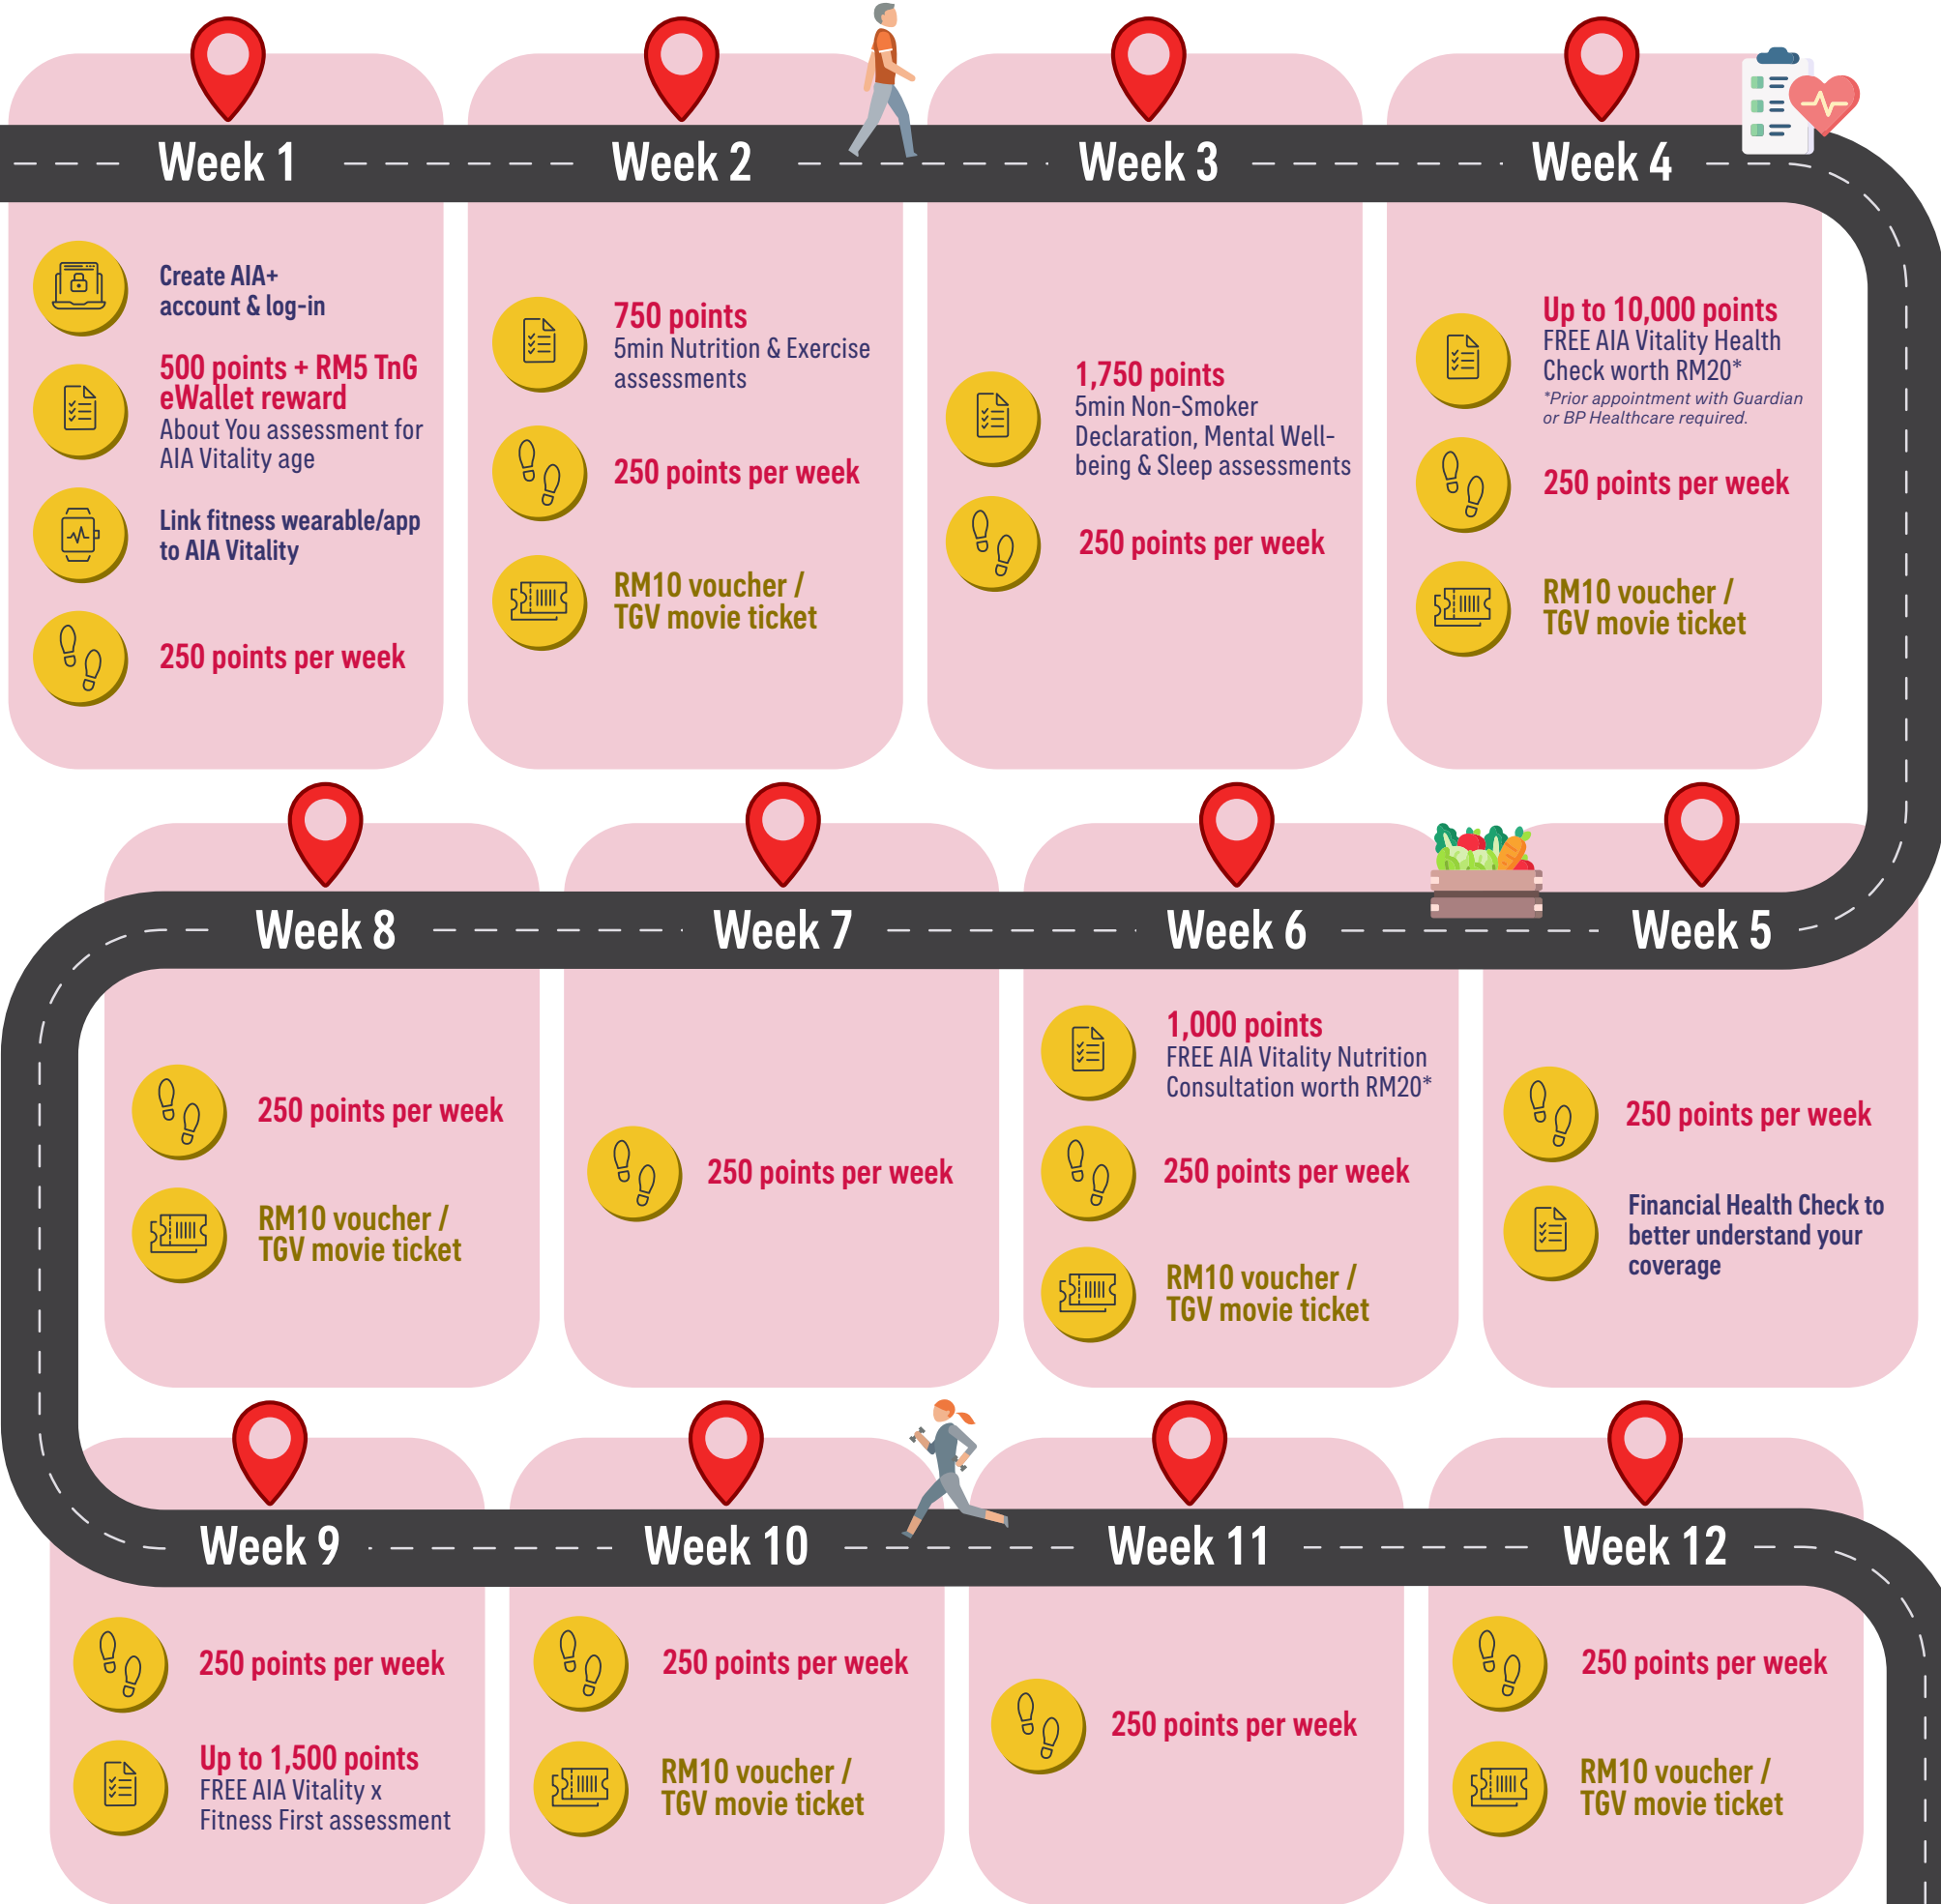 Week 1
Create AIA+
account & log-in
500 points + RM5 TnG
eWallet reward
About You assessment for
AIA Vitality age
Link fitness wearable/app
to AIA Vitality
250 points per week
Week 2
750 points
5min Nutrition & Exercise
assessments
250 points per week
RM10 voucher /
TGV movie ticket
Week 3
1,750 points
5min Non-Smoker
Declaration, Mental Well-
being & Sleep assessments
250 points per week
Week 4
Up to 10,000 points
FREE AIA Vitality Health
Check worth RM20*
*Prior appointment with Guardian
or BP Healthcare required.
250 points per week
RM10 voucher /
TGV movie ticket
Week 5
250 points per week
Financial Health Check to
better understand your
coverage
Week 6
1,000 points
FREE AIA Vitality Nutrition
Consultation worth RM20*
250 points per week
RM10 voucher /
TGV movie ticket
Week 7
250 points per week
Week 8
250 points per week
RM10 voucher /
TGV movie ticket
Week 9
250 points per week
Up to 1,500 points
FREE AIA Vitality x
Fitness First assessment
Week 10
250 points per week
RM10 voucher /
TGV movie ticket
Week 11
250 points per week
Week 12
250 points per week
RM10 voucher /
TGV movie ticket